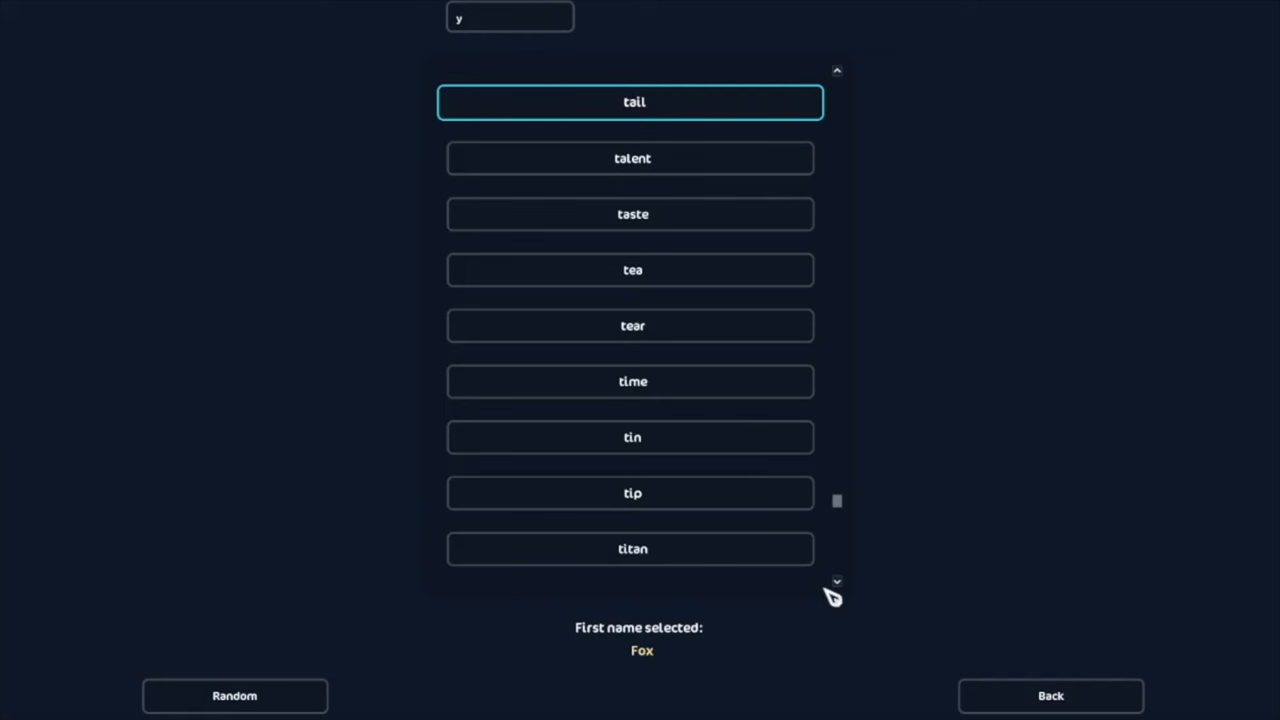 y
tail
talent
taste
tea
tear
time
tin
tip
titan
First name selected:
Fox
Random
Back